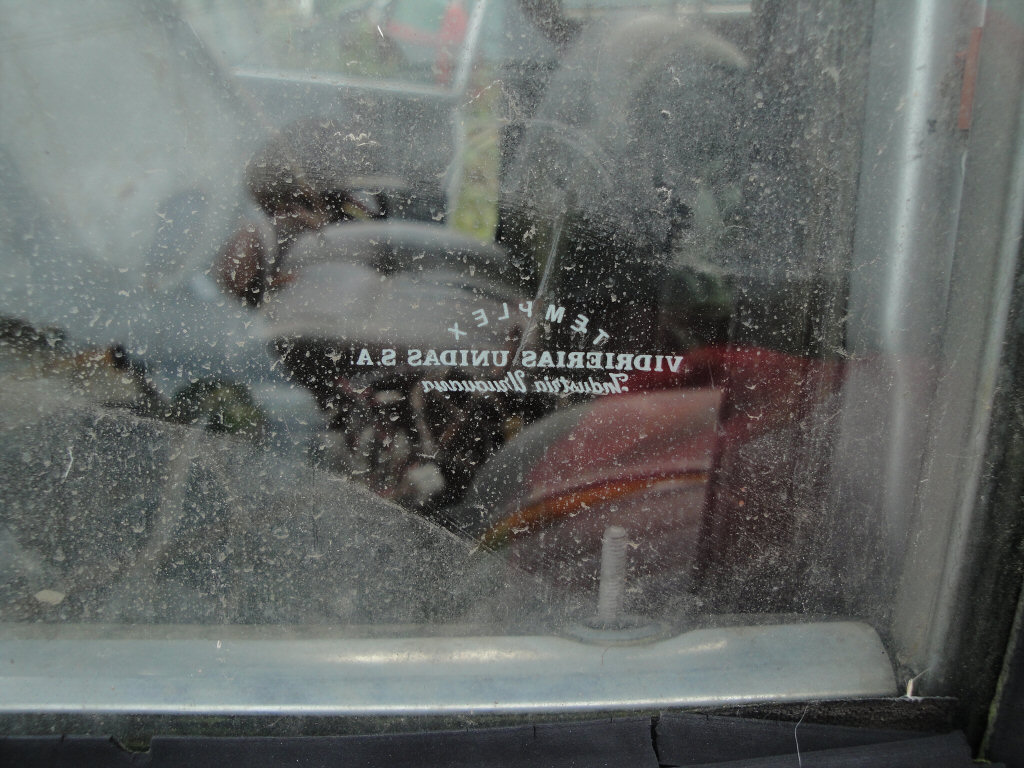 TEMPLEX
VIDRIERIAS UNIDAS S.A
Industria Uruguaya